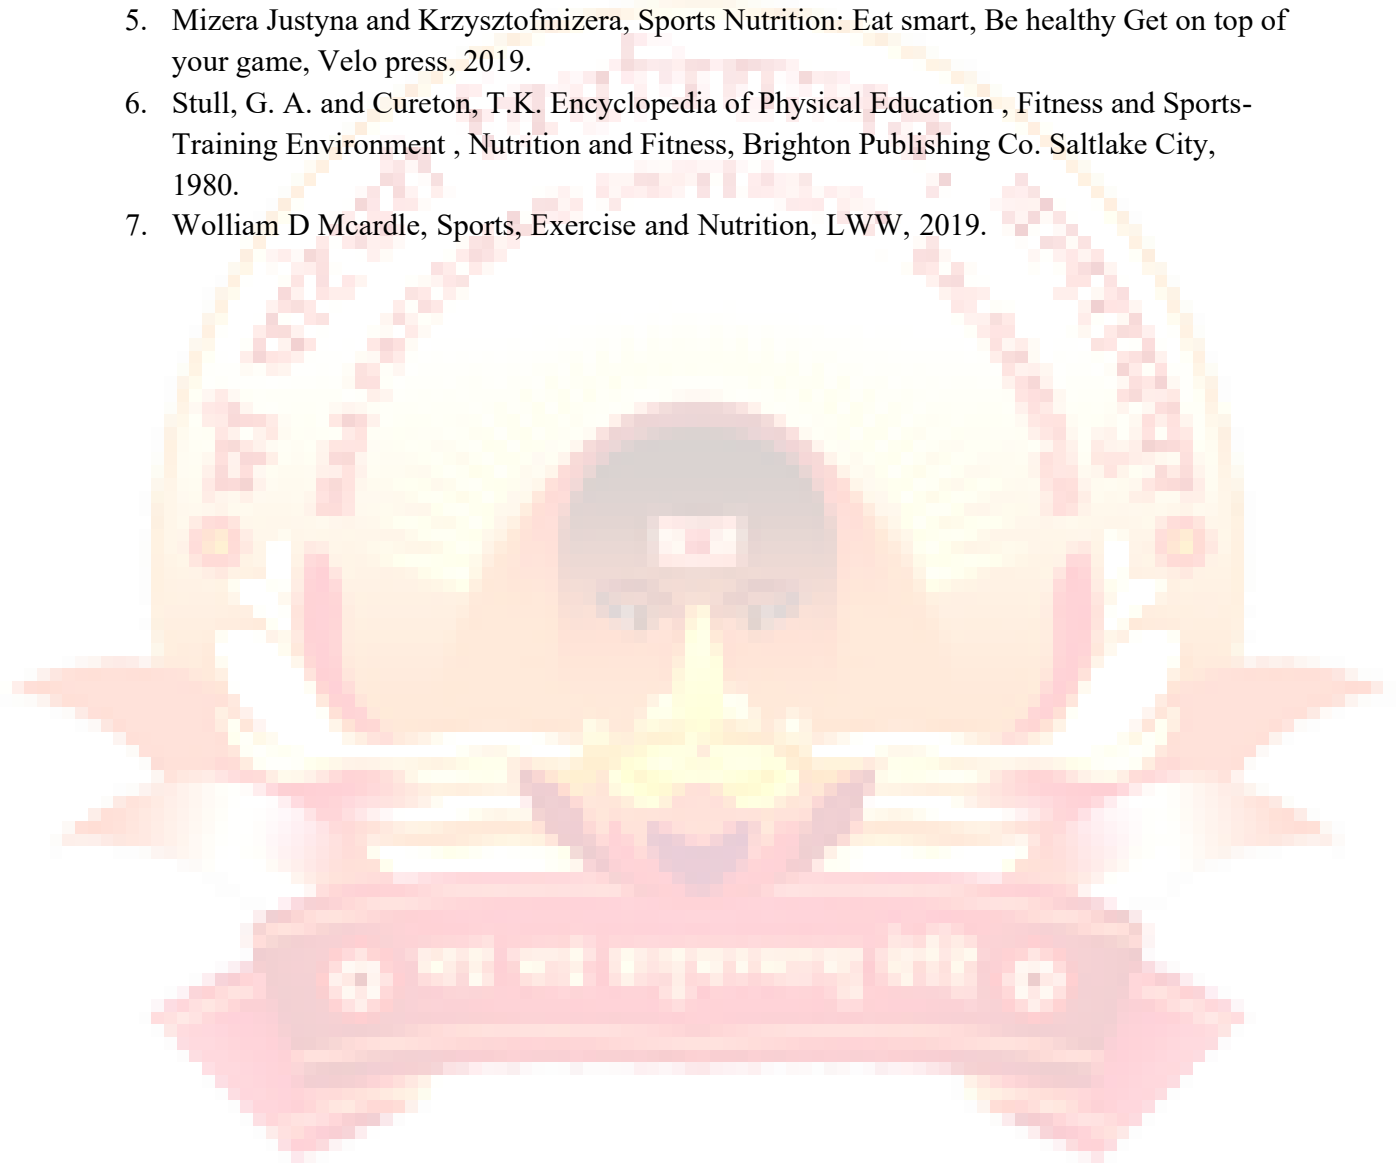 5. Mizera Justyna and Krzysztofmizera, Sports Nutrition: Eat smart, Be healthy Get on top of
your game, Velo press, 2019.
6. Stull, G. A. and Cureton, T.K. Encyclopedia of Physical Education , Fitness and Sports-
Training Environment , Nutrition and Fitness, Brighton Publishing Co. Saltlake City,
1980.
7. Wolliam D Mcardle, Sports, Exercise and Nutrition, LWW, 2019.